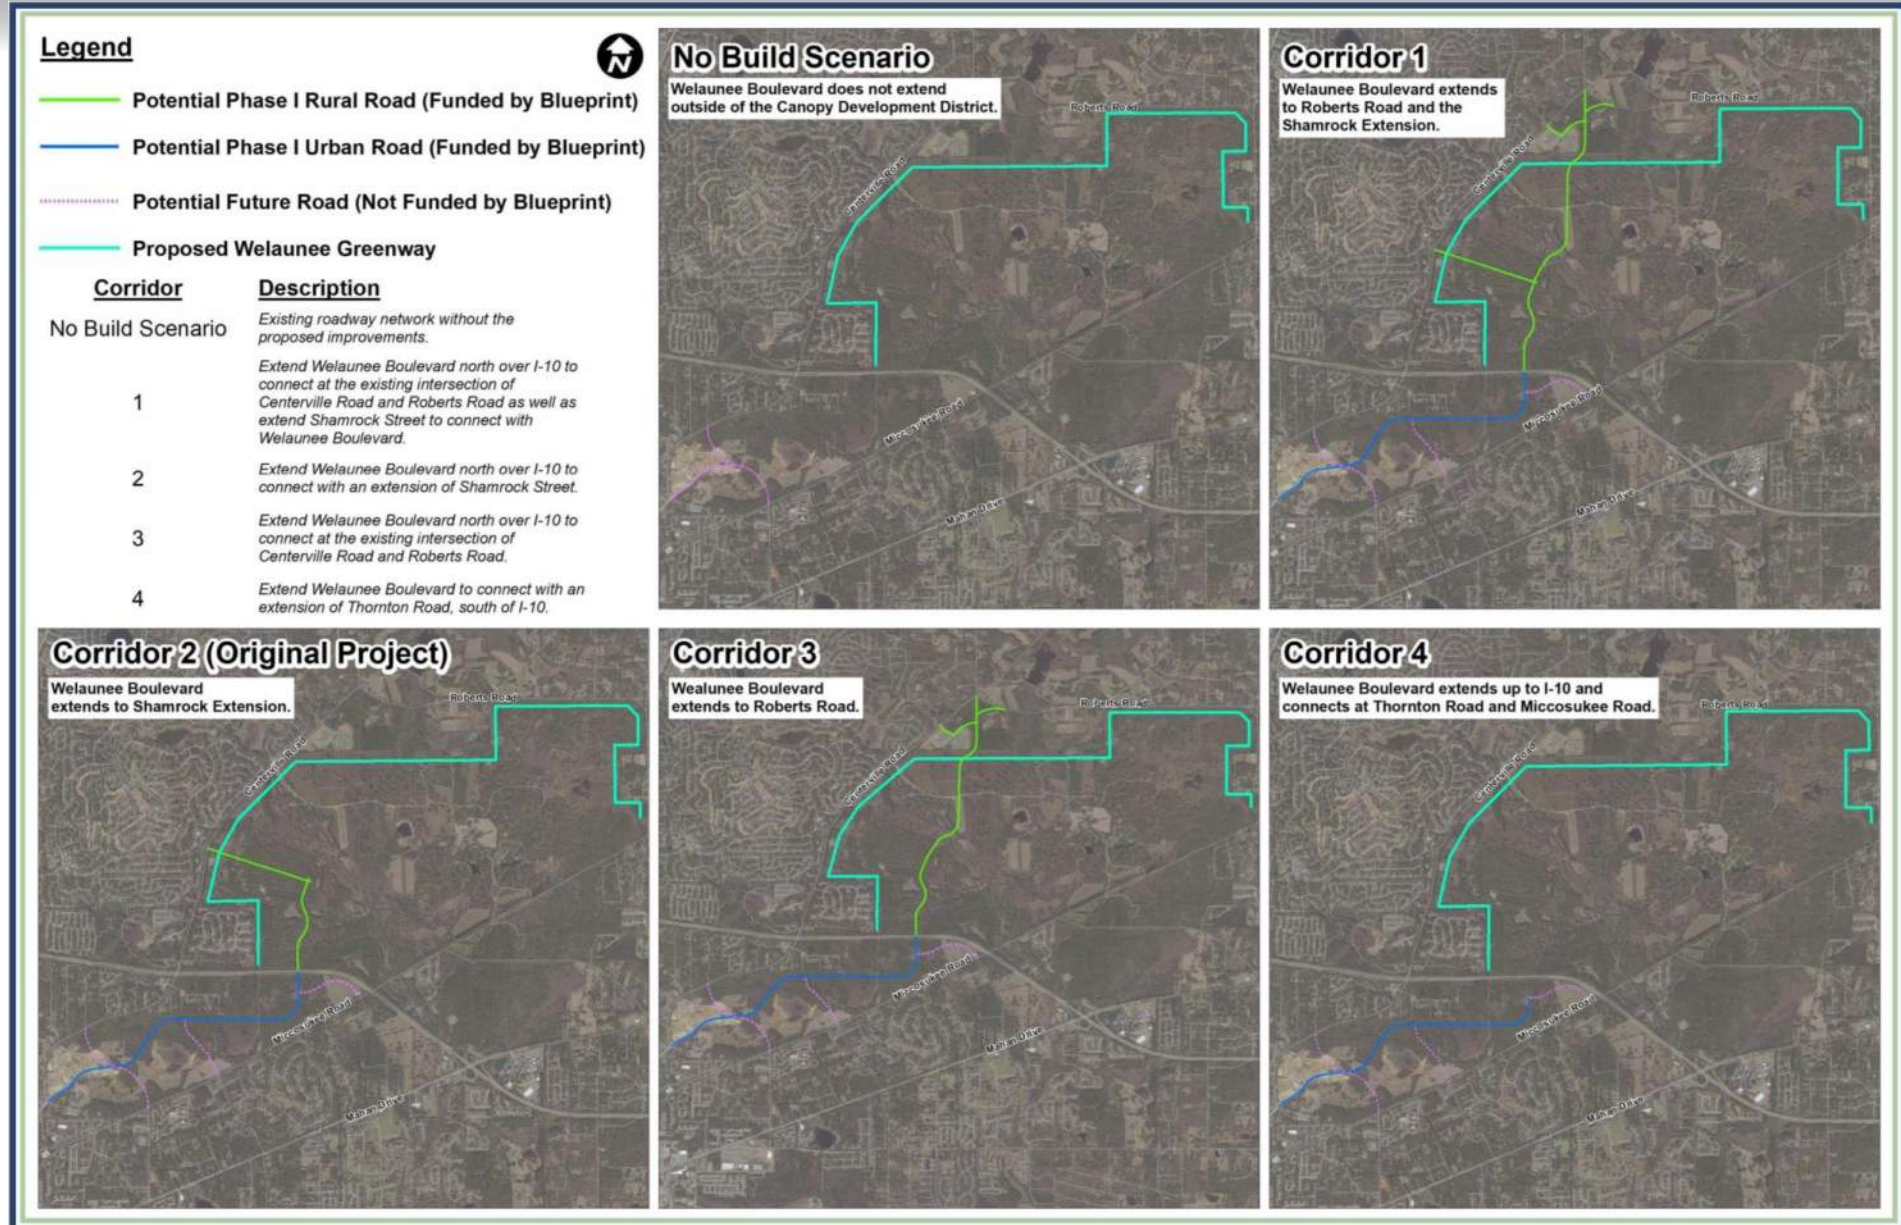 Legend
N
Potential Phase I Rural Road (Funded by Blueprint)
Potential Phase I Urban Road (Funded by Blueprint)
Potential Future Road (Not Funded by Blueprint)
Proposed Welaunee Greenway
Corridor Description
No Build Scenario
Existing roadway network without the
proposed improvements.
1
Extend Welaunee Boulevard north over I-10 to
connect at the existing intersection of
Centerville Road and Roberts Road as well as
extend Shamrock Street to connect with
Welaunee Boulevard.
2
Extend Welaunee Boulevard north over I-10 to
connect with an extension of Shamrock Street.
3
Extend Welaunee Boulevard north over I-10 to
connect at the existing intersection of
Centerville Road and Roberts Road.
4
Extend Welaunee Boulevard to connect with an
extension of Thornton Road, south of I-10.
No Build Scenario
Welaunee Boulevard does not extend
outside of the Canopy Development District.
Roberts Road
Centerville Road
Miccosukee Road
Mahan Drive
Corridor 1
Welaunee Boulevard extends
to Roberts Road and the
Shamrock Extension.
Roberts Road
Centerville Road
Miccosukee Road
Mahan Drive
Corridor 2 (Original Project)
Welaunee Boulevard
extends to Shamrock Extension.
Roberts Road
Centerville Road
Miccosukee Road
Mahan Drive
Corridor 3
Wealunee Boulevard
extends to Roberts Road.
Roberts Road
Centerville Road
Miccosukee Road
Mahan Drive
Corridor 4
Welaunee Boulevard extends up to I-10 and
connects at Thornton Road and Miccosukee Road.
Roberts Road
Centerville Road
Miccosukee Road
Mahan Drive